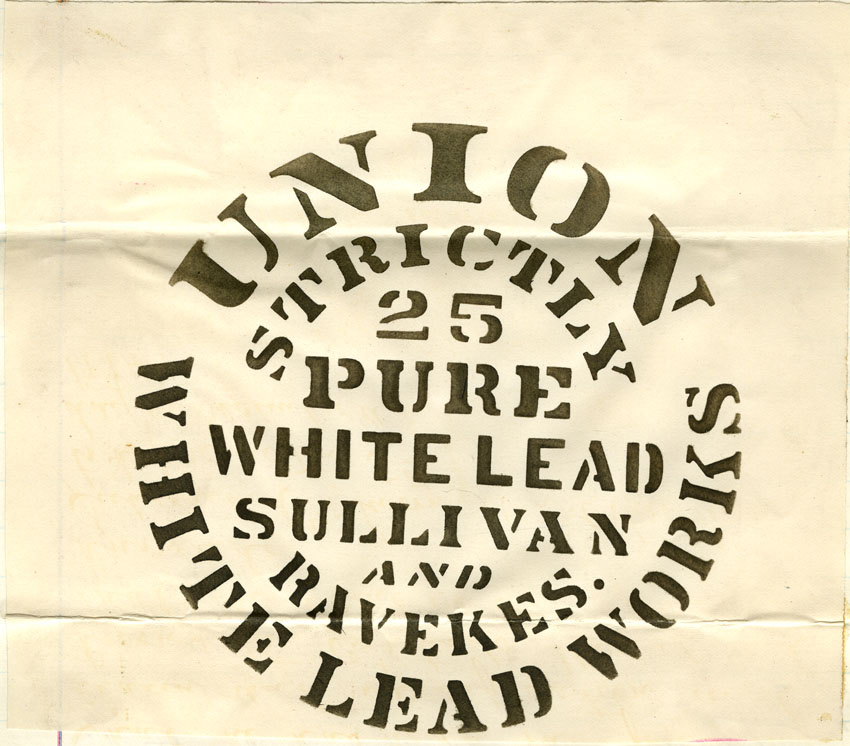 UNION
STRICTLY
25
PURE
WHITE LEAD
SULLIVAN
AND
RAVEKES.
WHITE LEAD WORKS